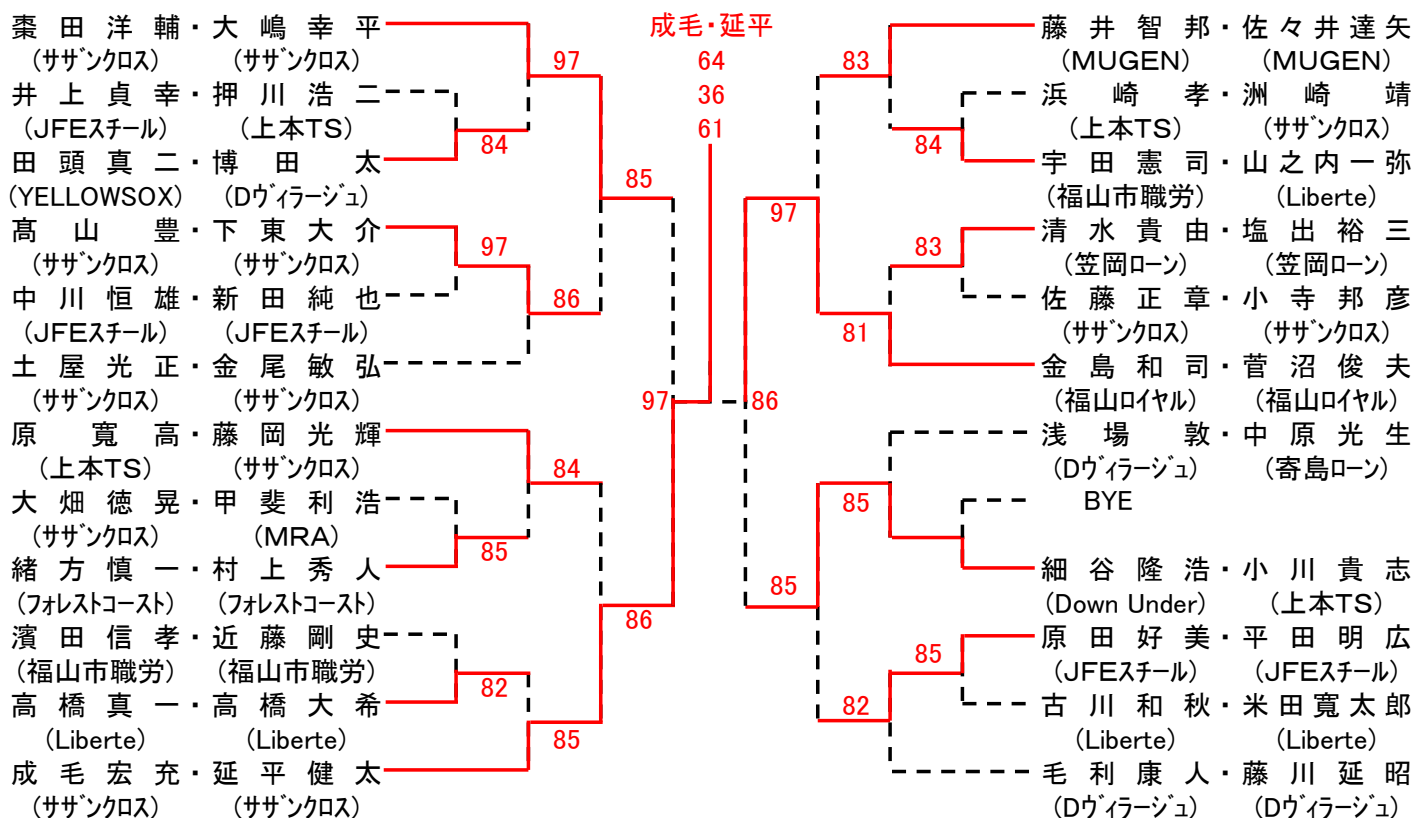 棗田洋輔・大嶋幸平
(サザンクロス) (サザンクロス)
97
井上貞幸・押川浩二
(JFEスチール) (上本TS)
84
田頭真二・博田太
(YELLOWSOX) (Dヴィラージュ)
85
髙山豊・下東大介
(サザンクロス) (サザンクロス)
97
中川恒雄・新田純也
(JFEスチール) (JFEスチール)
86
土屋光正・金尾敏弘
(サザンクロス) (サザンクロス)
97
原寛高・藤岡光輝
(上本TS) (サザンクロス)
84
大畑徳晃・甲斐利浩
(サザンクロス) (MRA)
85
緒方慎一・村上秀人
(フォレストコースト) (フォレストコースト)
86
濱田信孝・近藤剛史
(福山市職労) (福山市職労)
82
高橋真一・高橋大希
(Liberte) (Liberte)
85
成毛宏充・延平健太
(サザンクロス) (サザンクロス)
成毛・延平
64
36
61
藤井智邦・佐々井達矢
(MUGEN) (MUGEN)
83
浜崎孝・洲崎靖
(上本TS) (サザンクロス)
84
宇田憲司・山之内一弥
(福山市職労) (Liberte)
97
清水貴由・塩出裕三
(笠岡ローン) (笠岡ローン)
83
佐藤正章・小寺邦彦
(サザンクロス) (サザンクロス)
81
金島和司・菅沼俊夫
(福山ロイヤル) (福山ロイヤル)
86
浅場敦・中原光生
(Dヴィラージュ) (寄島ローン)
85
BYE
細谷隆浩・小川貴志
(Down Under) (上本TS)
85
原田好美・平田明広
(JFEスチール) (JFEスチール)
85
古川和秋・米田寛太郎
(Liberte) (Liberte)
82
毛利康人・藤川延昭
(Dヴィラージュ) (Dヴィラージュ)